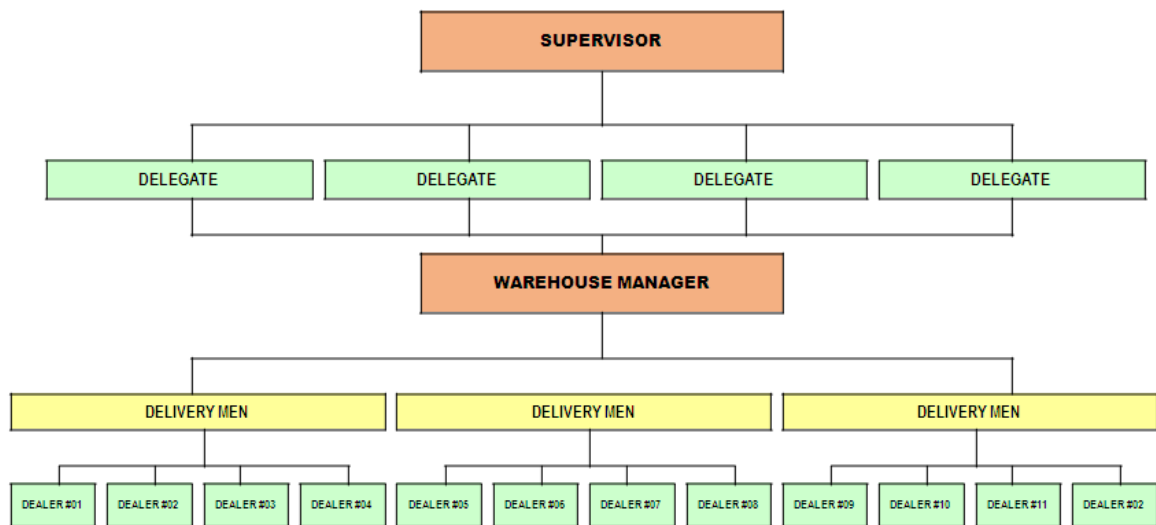 SUPERVISOR
DELEGATE DELEGATE DELEGATE DELEGATE
WAREHOUSE MANAGER
DELIVERY MEN DELIVERY MEN DELIVERY MEN
DEALER #01 DEALER #02 DEALER #03 DEALER #04 DEALER #05 DEALER #06 DEALER #07 DEALER #08 DEALER #09 DEALER #10 DEALER #11 DEALER #02